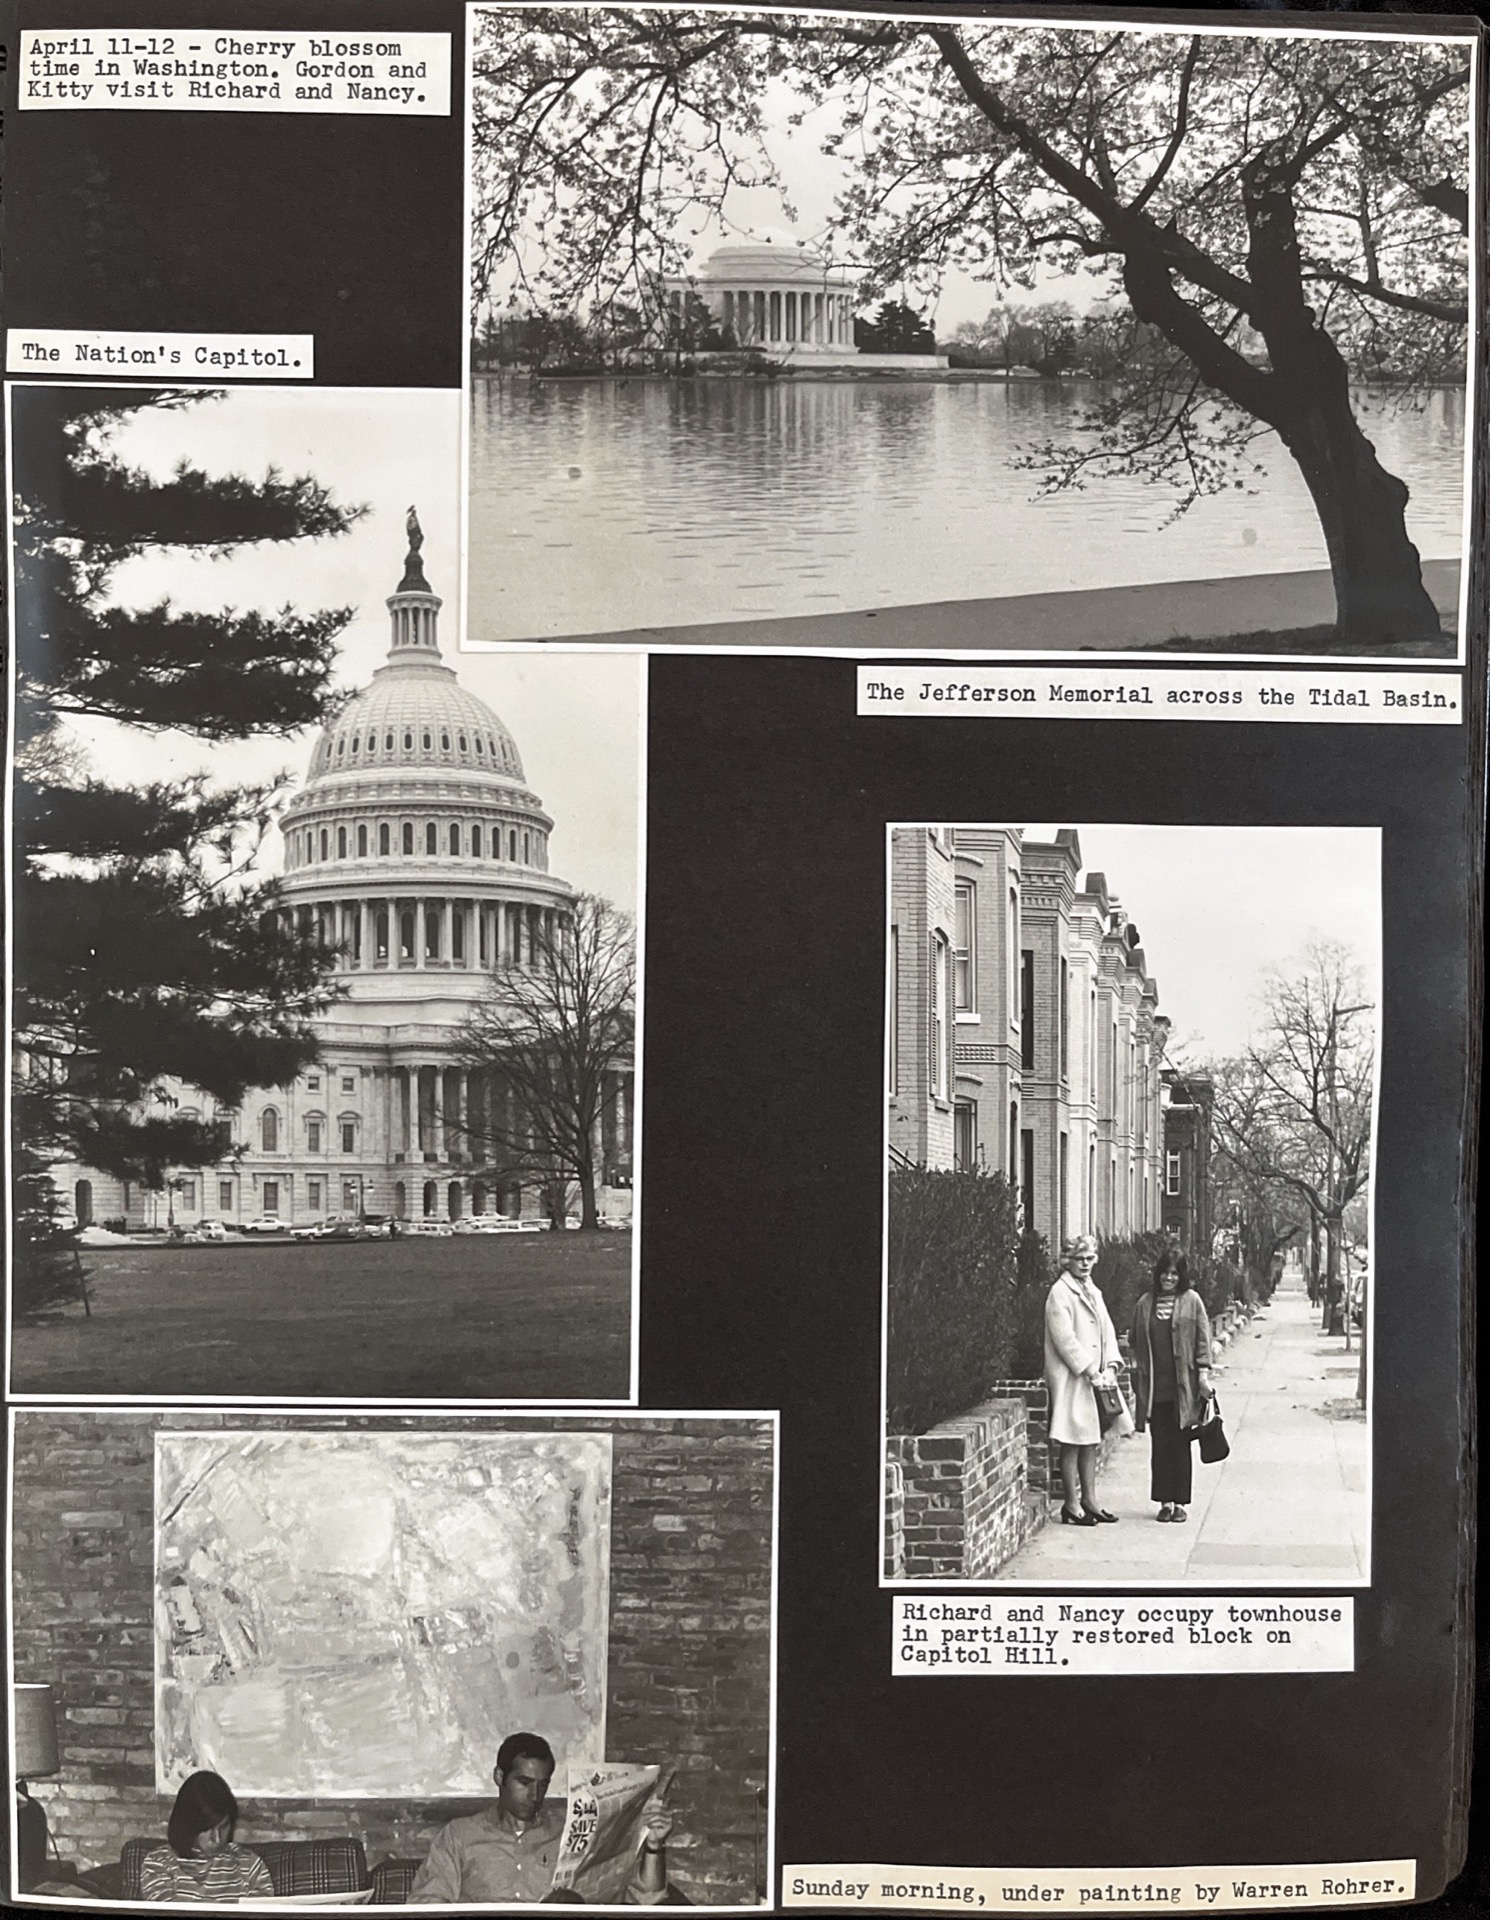 April 11-12 - Cherry blossom
time in Washington. Gordon and
Kitty visit Richard and Nancy.
The Nation's Capitol.
The Jefferson Memorial across the Tidal Basin.
Richard and Nancy occupy townhouse
in partially restored block on
Capitol Hill.
SAVE
$75
Sunday morning, under painting by Warren Rohrer.